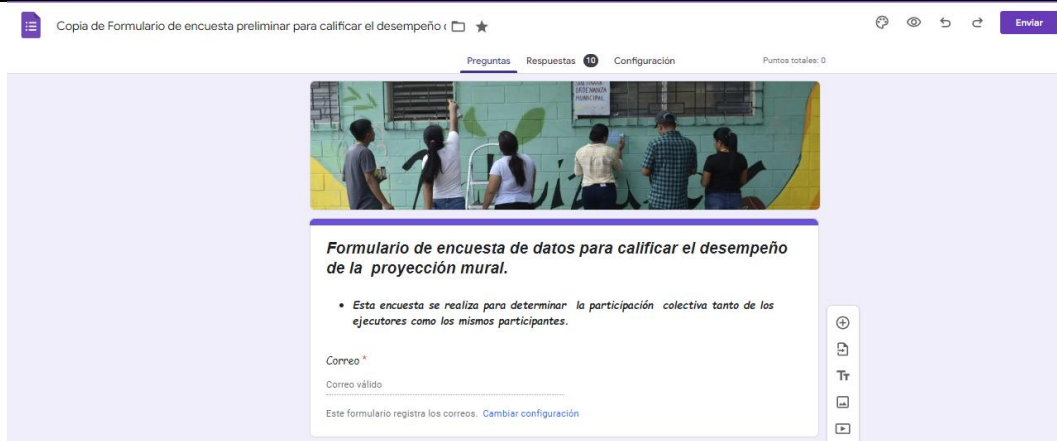 Copia de Formulario de encuesta preliminar para calificar el desempeño
Enviar
Preguntas Respuestas 10 Configuración Puntos totales: 0
ORDENANZA
MUNICIPAL
Formulario de encuesta de datos para calificar el desempeño
de la proyección mural.
• Esta encuesta se realiza para determinar la participación colectiva tanto de los
ejecutores como los mismos participantes.
Correo *
Correo válido
Este formulario registra los correos. Cambiar configuración
Tт